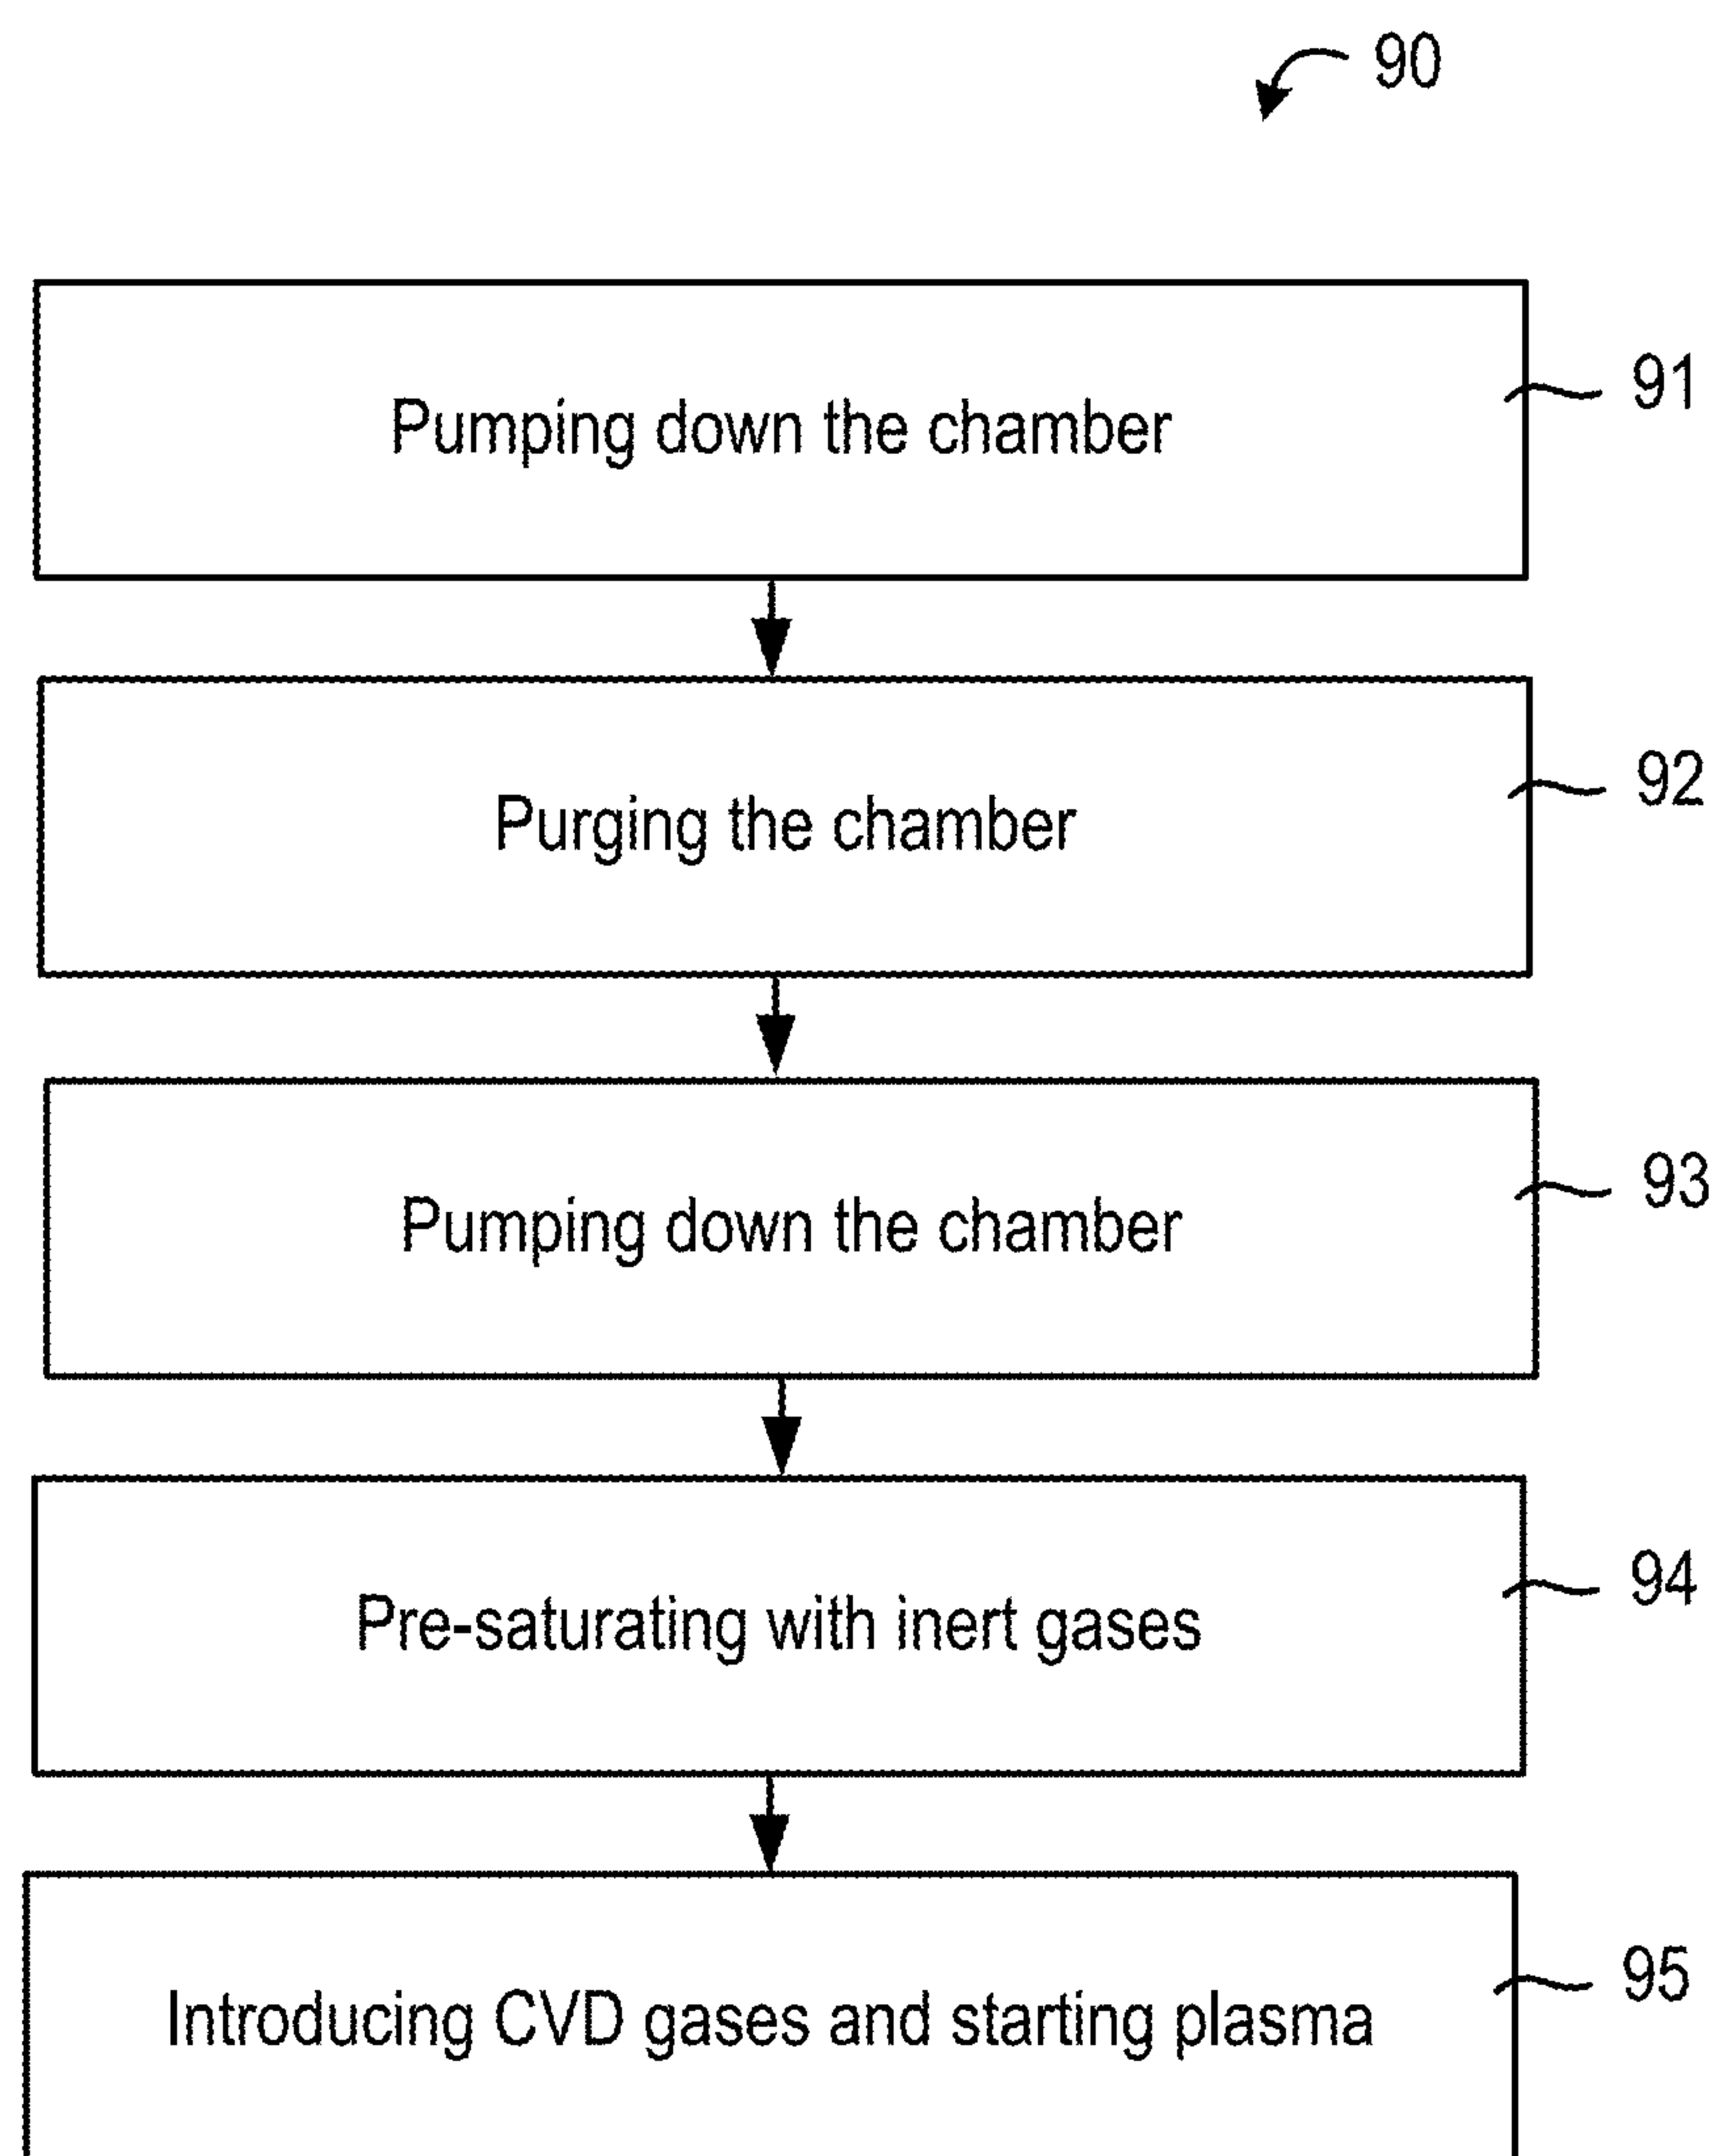 90
Pumping down the chamber
91
Purging the chamber
92
Pumping down the chamber
93
Pre-saturating with inert gases
94
Introducing CVD gases and starting plasma
95